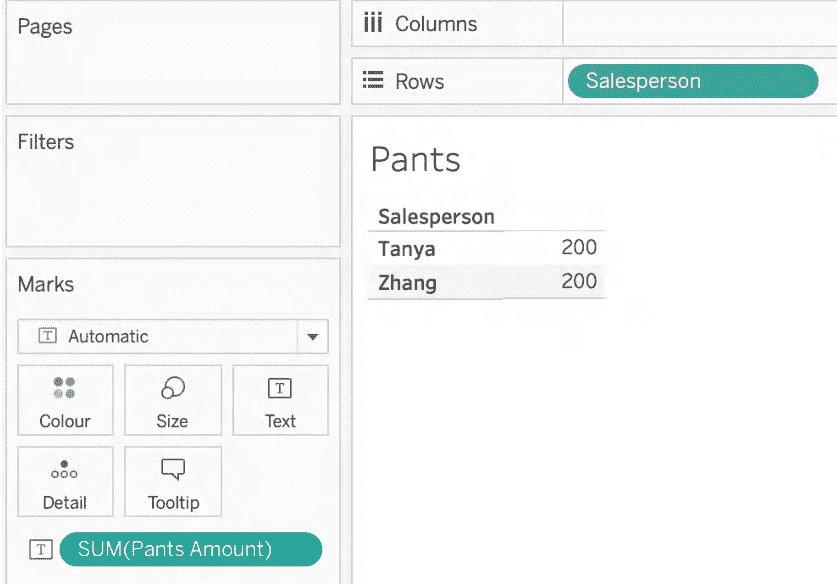 Pages
Columns
Rows
Salesperson
Filters
Pants
Salesperson
Tanya 200
Zhang 200
Marks
T Automatic
Colour
Size
T
Text
Detail
Tooltip
T SUM(Pants Amount)